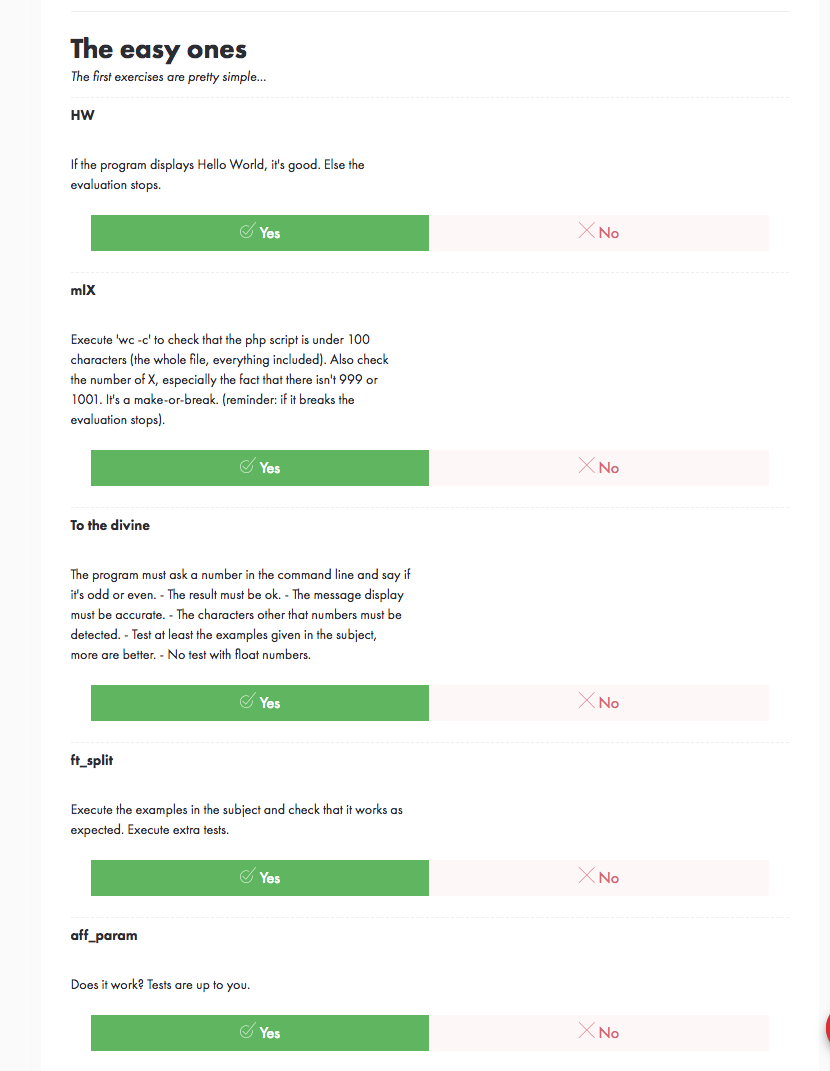 The easy ones
The first exercises are pretty simple...
HW
If the program displays Hello World, it's good. Else the
evaluation stops.
Yes No
mlX
Execute 'wc -c' to check that the php script is under 100
characters (the whole file, everything included). Also check
the number of X, especially the fact that there isn't 999 or
1001. It's a make-or-break. (reminder: if it breaks the
evaluation stops).
Yes No
To the divine
The program must ask a number in the command line and say if
it's odd or even. - The result must be ok. - The message display
must be accurate. - The characters other that numbers must be
detected. - Test at least the examples given in the subject,
more are better. - No test with float numbers.
Yes No
ft_split
Execute the examples in the subject and check that it works as
expected. Execute extra tests.
Yes No
aff_param
Does it work? Tests are up to you.
Yes No